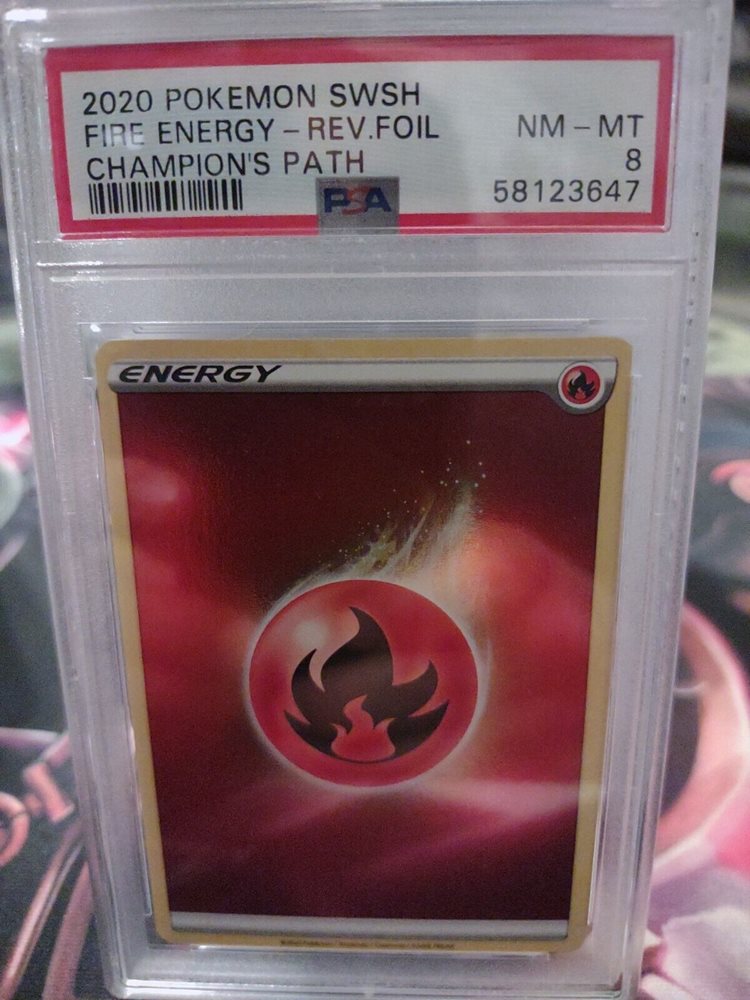 2020 POKEMON SWSH
FIRE ENERGY – REV.FOIL
NM – MT
CHAMPION'S PATH
8
PSA
58123647
ENERGY